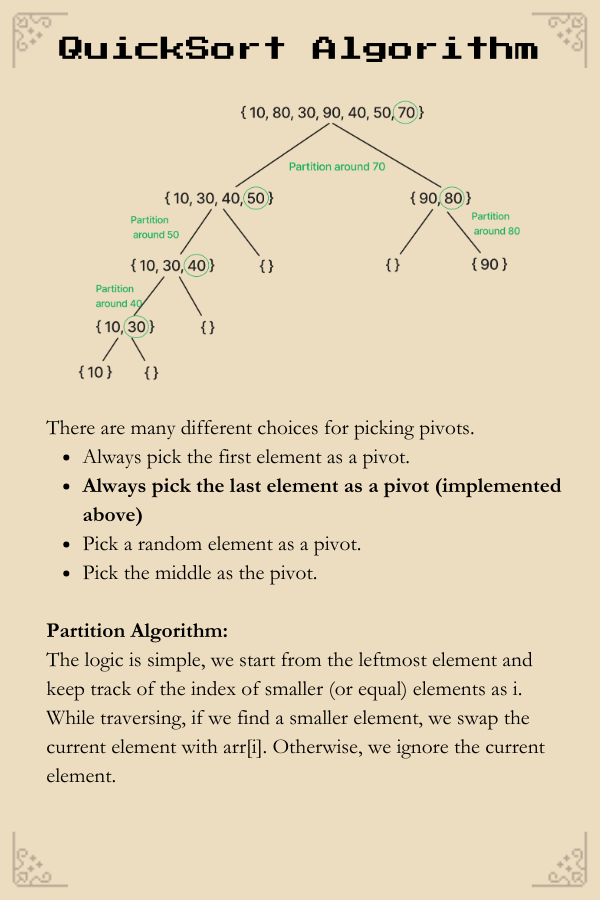 QuickSort Algorithm
{ 10, 80, 30, 90, 40, 50, 70 }
Partition around 70
{ 10, 30, 40, 50 }
{ 90, 80 }
Partition
around 50
Partition
around 80
{ 10, 30, 40 }
{ }
{ }
{ 90 }
Partition
around 40
{ 10, 30 }
{ }
{ 10 }
{ }
There are many different choices for picking pivots.
• Always pick the first element as a pivot.
• Always pick the last element as a pivot (implemented
above)
• Pick a random element as a pivot.
• Pick the middle as the pivot.
Partition Algorithm:
The logic is simple, we start from the leftmost element and
keep track of the index of smaller (or equal) elements as i.
While traversing, if we find a smaller element, we swap the
current element with arr[i]. Otherwise, we ignore the current
element.